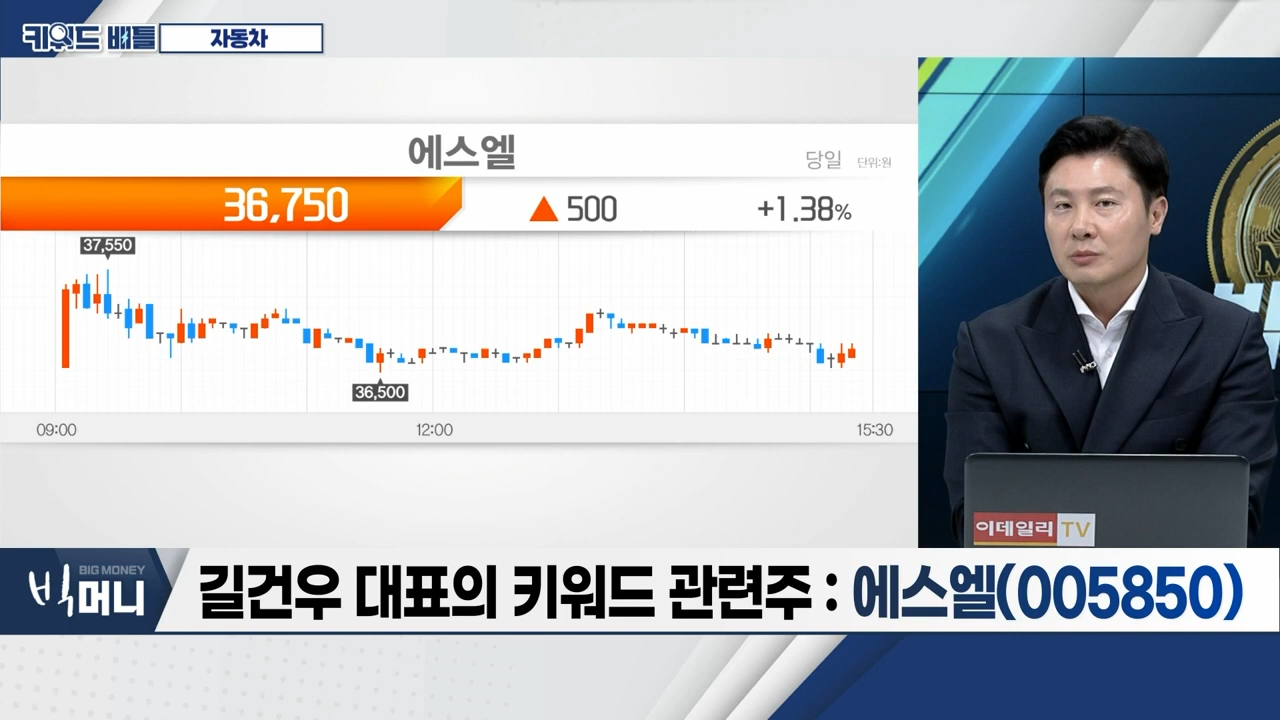 키워드 배틀
자동차
에스엘
당일
단위:원
36,750
▲ 500
+1.38%
37,550
36,500
09:00
12:00
15:30
이데일리 TV
BIG MONEY
빅머니
길건우 대표의 키워드 관련주 : 에스엘(005850)